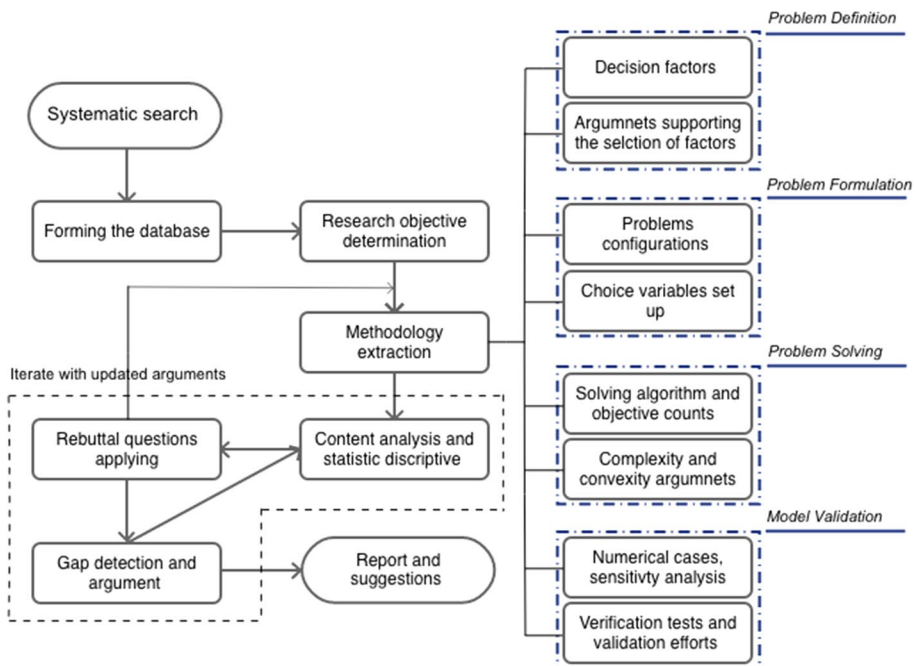 Systematic search
Forming the database
Research objective
determination
Methodology
extraction
Iterate with updated arguments
Rebuttal questions
applying
Content analysis and
statistic discriptive
Gap detection and
argument
Report and
suggestions
Problem Definition
Decision factors
Argumnets supporting
the selction of factors
Problem Formulation
Problems
configurations
Choice variables set
up
Problem Solving
Solving algorithm and
objective counts
Complexity and
convexity argumnets
Model Validation
Numerical cases,
sensitivty analysis
Verification tests and
validation efforts